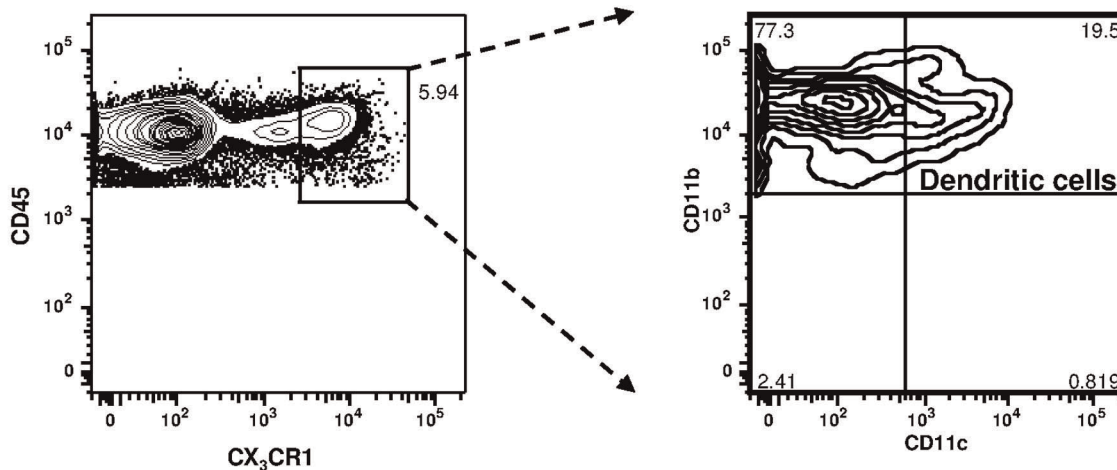 10⁵
10⁴
10³
10²
0
CD45
5.94
0 10² 10³ 10⁴ 10⁵
CX₃CR1
77.3 19.5
10⁵
10⁴
10³
10²
0
CD11b
Dendritic cells
2.41 0.819
0 10² 10³ 10⁴ 10⁵
CD11c